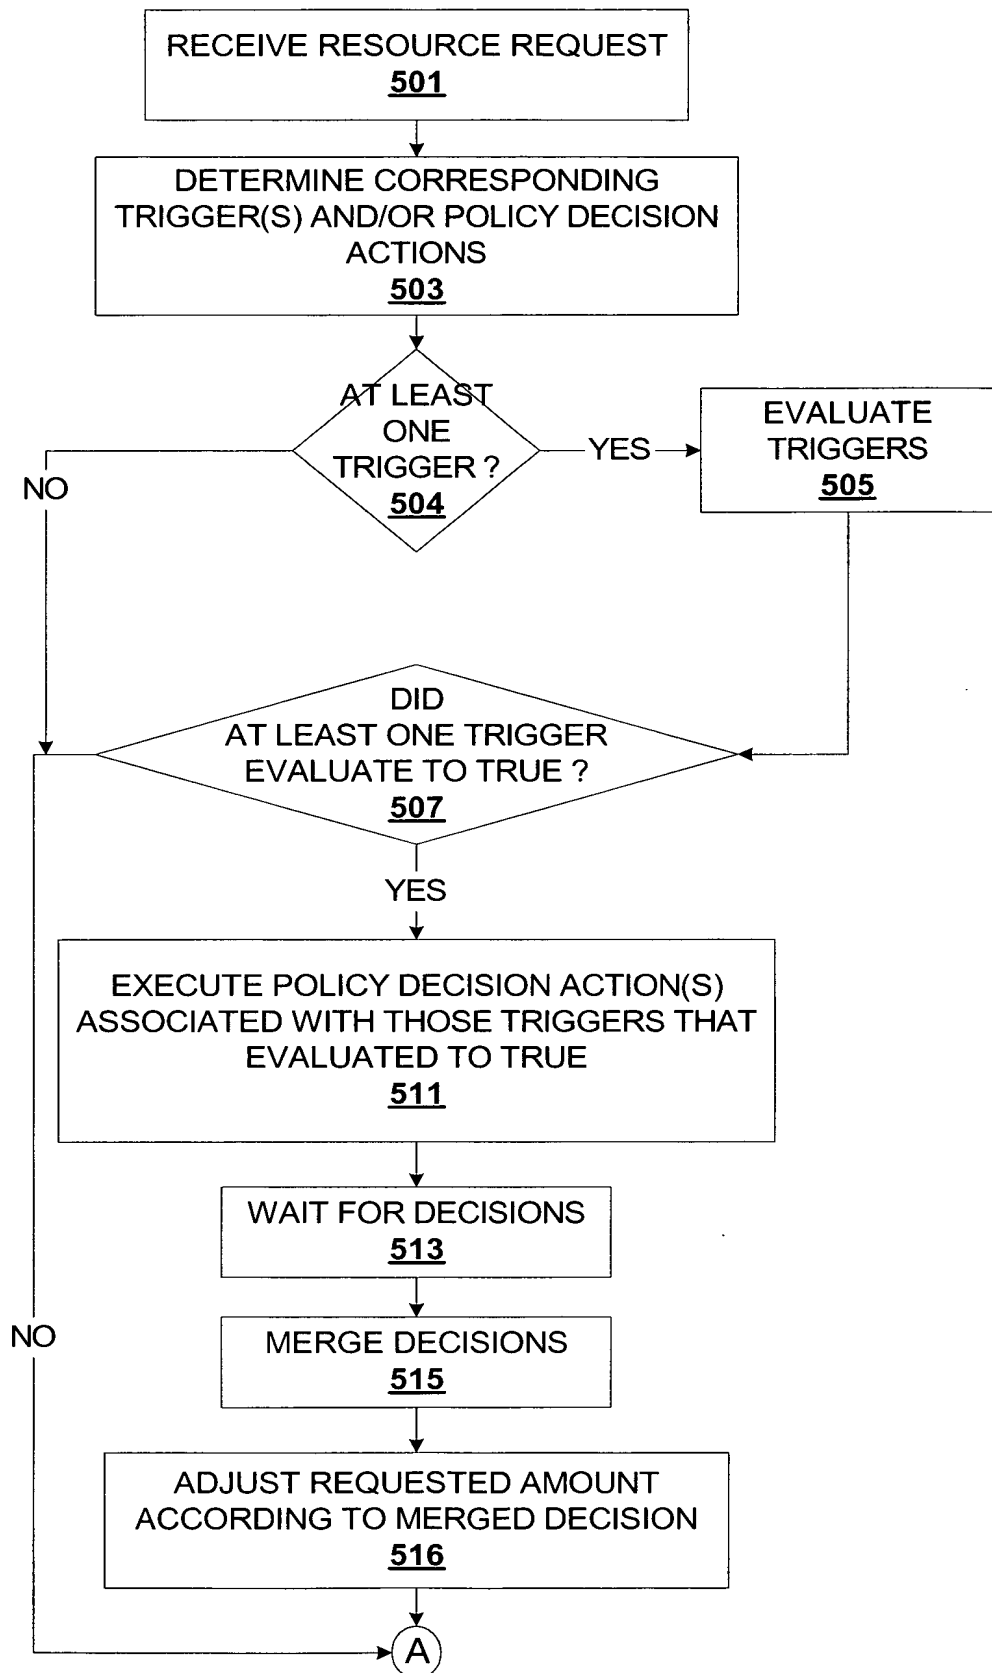 RECEIVE RESOURCE REQUEST
501
DETERMINE CORRESPONDING
TRIGGER(S) AND/OR POLICY DECISION
ACTIONS
503
AT LEAST
ONE
TRIGGER ?
504
YES
EVALUATE
TRIGGERS
505
NO
DID
AT LEAST ONE TRIGGER
EVALUATE TO TRUE ?
507
YES
EXECUTE POLICY DECISION ACTION(S)
ASSOCIATED WITH THOSE TRIGGERS THAT
EVALUATED TO TRUE
511
WAIT FOR DECISIONS
513
NO
MERGE DECISIONS
515
ADJUST REQUESTED AMOUNT
ACCORDING TO MERGED DECISION
516
A